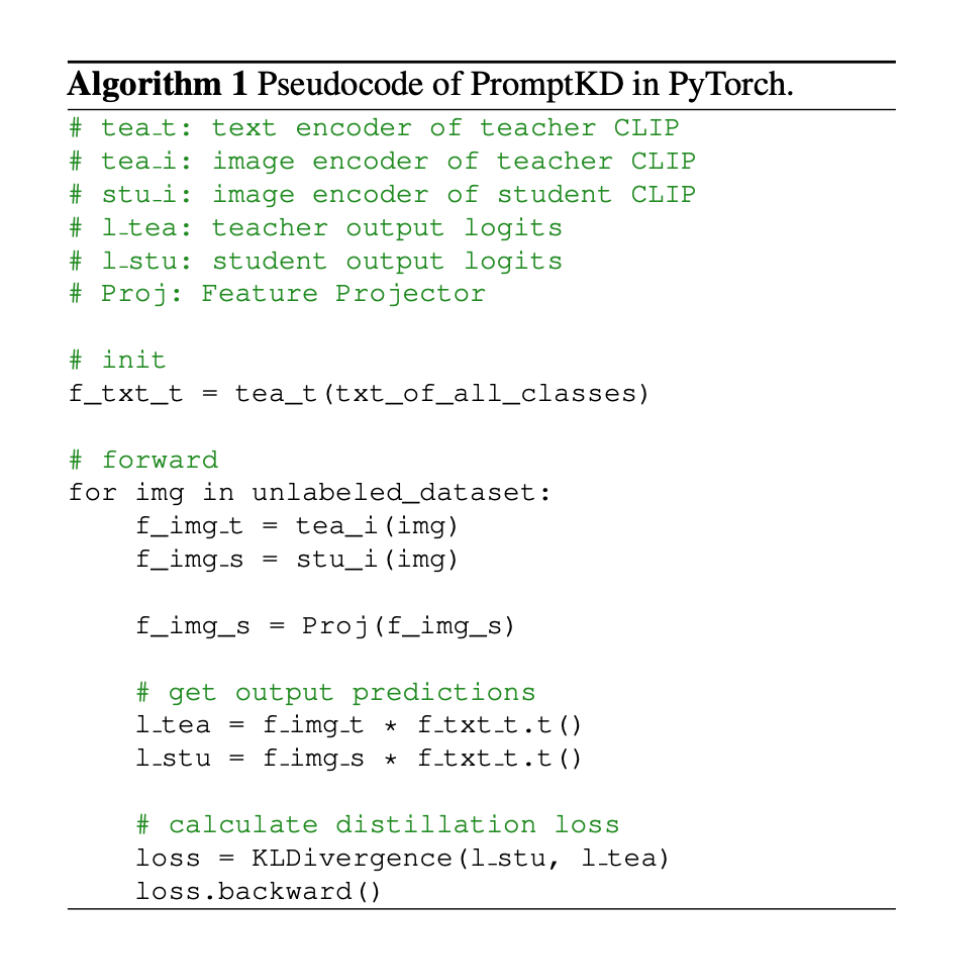 Algorithm 1 Pseudocode of PromptKD in PyTorch.
# tea_t: text encoder of teacher CLIP
# tea_i: image encoder of teacher CLIP
# stu_i: image encoder of student CLIP
# l_tea: teacher output logits
# l_stu: student output logits
# Proj: Feature Projector
# init
f_txt_t = tea_t(txt_of_all_classes)
# forward
for img in unlabeled_dataset:
    f_img_t = tea_i(img)
    f_img_s = stu_i(img)
    f_img_s = Proj(f_img_s)
    # get output predictions
    l_tea = f_img_t * f_txt_t.t()
    l_stu = f_img_s * f_txt_t.t()
    # calculate distillation loss
    loss = KLDivergence(l_stu, l_tea)
    loss.backward()